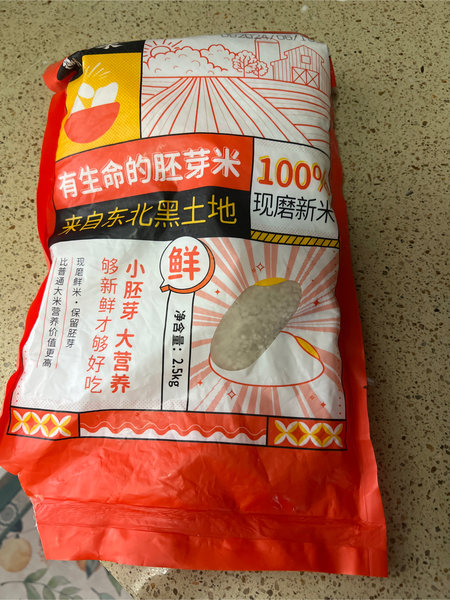 米
有生命的胚芽米
100%
现磨新米
来自东北黑土地
鲜
小胚芽 大营养
够新鲜才够好吃
现磨鲜米·保留胚芽
比普通大米营养价值更高
净含量：2.5kg